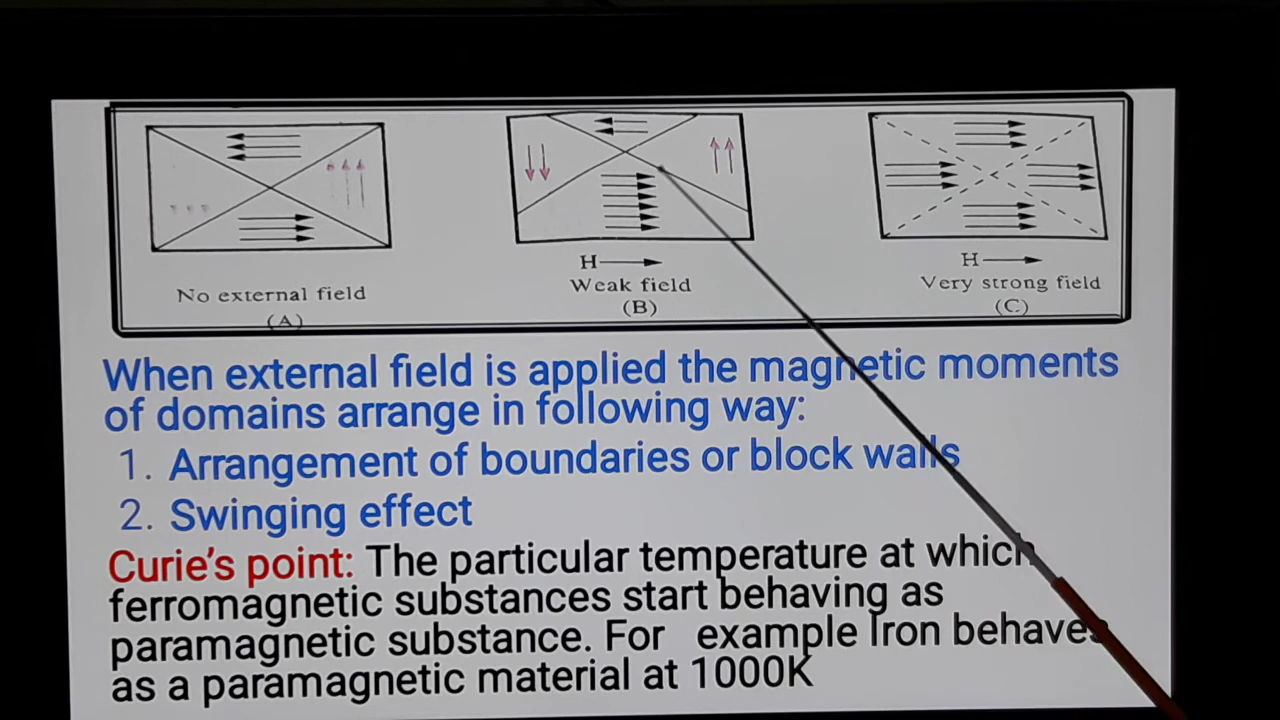 No external field
(A)
H
Weak field
(B)
H
Very strong field
(C)
When external field is applied the magnetic moments
of domains arrange in following way:
1. Arrangement of boundaries or block walls
2. Swinging effect
Curie's point: The particular temperature at which
ferromagnetic substances start behaving as
paramagnetic substance. For example Iron behaves
as a paramagnetic material at 1000K